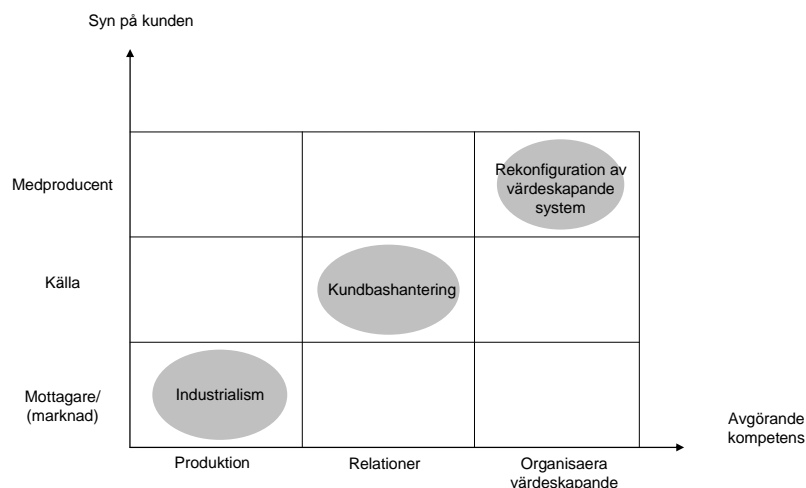 Syn på kunden
Medproducent
Rekonfiguration av
värdeskapande
system
Källa
Kundbashantering
Mottagare/
(marknad)
Industrialism
Avgörande
kompetens
Produktion
Relationer
Organisaera
värdeskapande